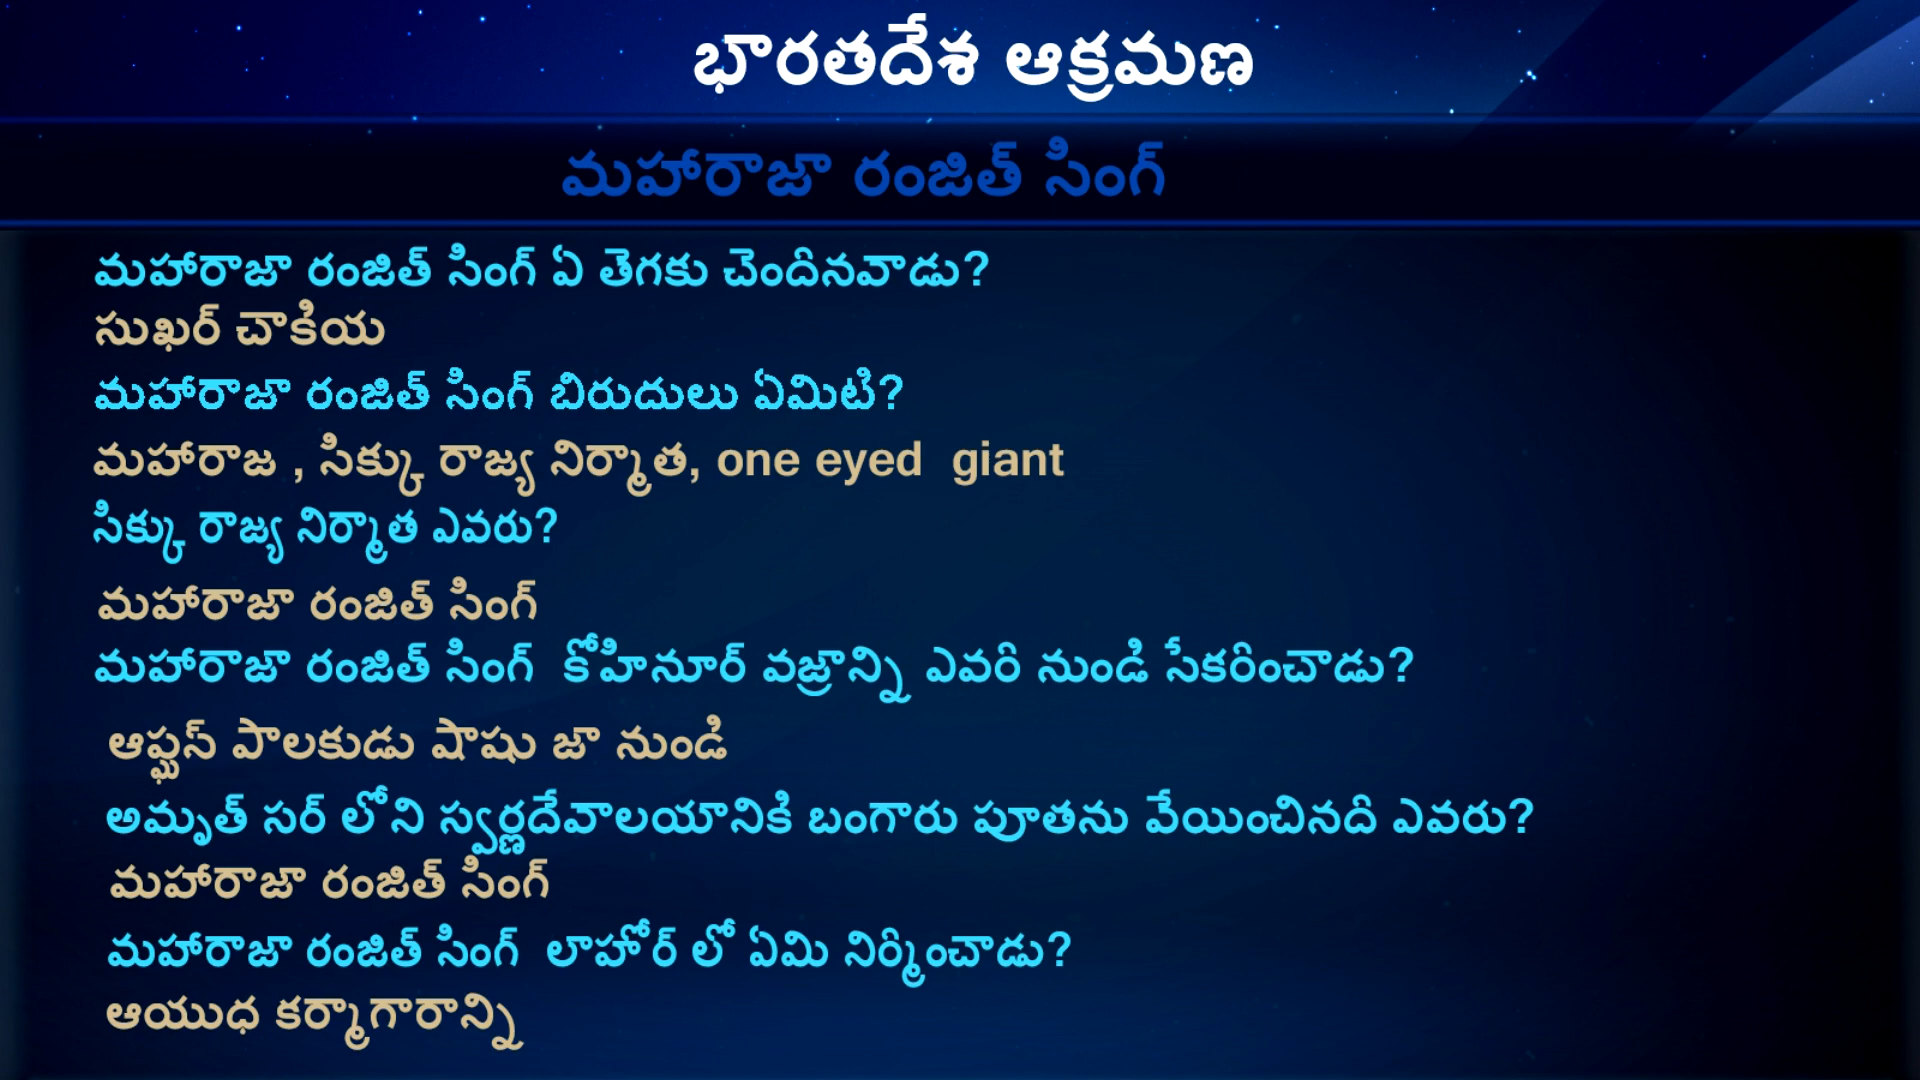 భారతదేశ ఆక్రమణ
మహారాజా రంజిత్ సింగ్
మహారాజా రంజిత్ సింగ్ ఏ తెగకు చెందినవాడు?
సుఖర్ చాకియ
మహారాజా రంజిత్ సింగ్ బిరుదులు ఏమిటి?
మహారాజ , సిక్కు రాజ్య నిర్మాత, one eyed giant
సిక్కు రాజ్య నిర్మాత ఎవరు?
మహారాజా రంజిత్ సింగ్
మహారాజా రంజిత్ సింగ్ కోహినూర్ వజ్రాన్ని ఎవరి నుండి సేకరించాడు?
ఆఫ్ఘస్ పాలకుడు షాషు జా నుండి
అమృత్ సర్ లోని స్వర్ణదేవాలయానికి బంగారు పూతను వేయించినది ఎవరు?
మహారాజా రంజిత్ సింగ్
మహారాజా రంజిత్ సింగ్ లాహోర్ లో ఏమి నిర్మించాడు?
ఆయుధ కర్మాగారాన్ని